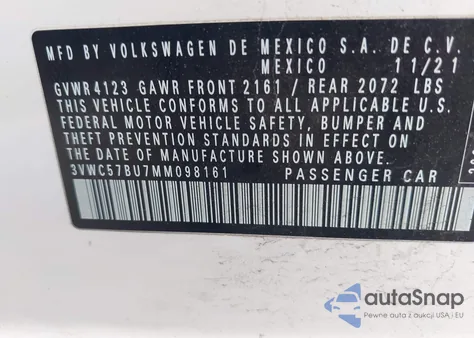 MFD BY VOLKSWAGEN DE MEXICO S.A. DE C.V.
MEXICO 11/21
GVWR 4123 GAWR FRONT 2161 / REAR 2072 LBS
THIS VEHICLE CONFORMS TO ALL APPLICABLE U.S.
FEDERAL MOTOR VEHICLE SAFETY, BUMPER AND
THEFT PREVENTION STANDARDS IN EFFECT ON
THE DATE OF MANUFACTURE SHOWN ABOVE.
3VWC57BU7MM098161 PASSENGER CAR
autoSnap
Pewne auta z aukcji USA i EU